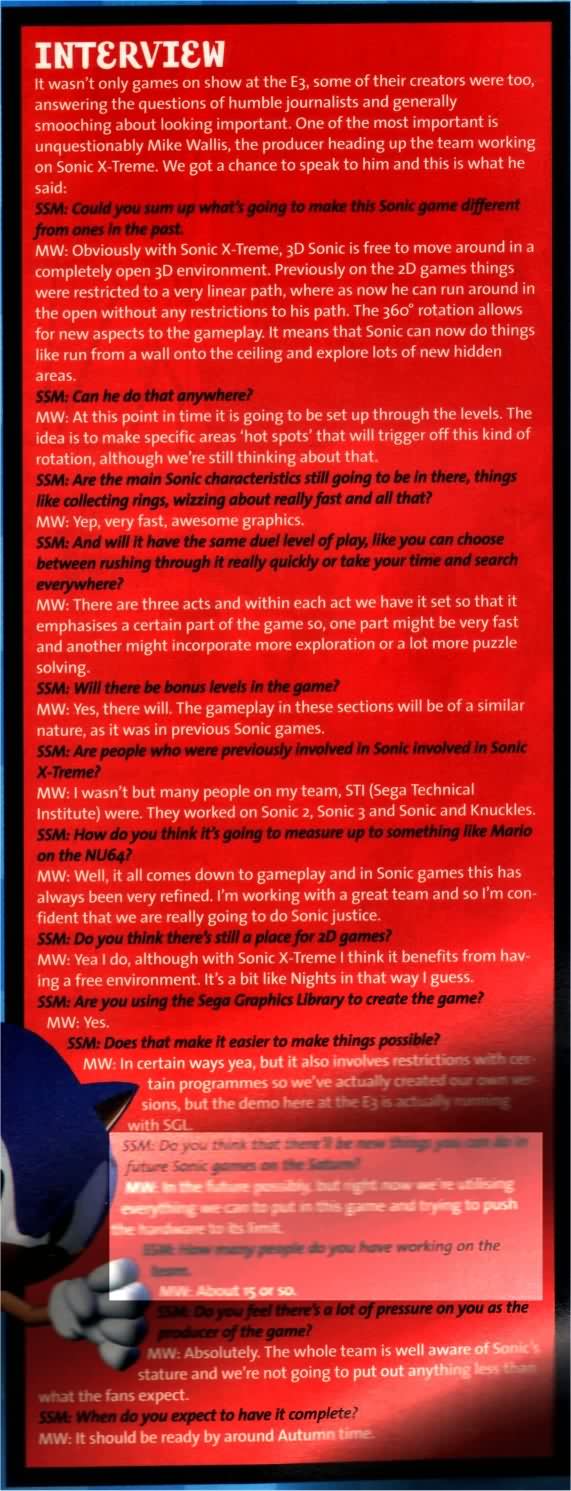 INTERVIEW
It wasn't only games on show at the E3, some of their creators were too,
answering the questions of humble journalists and generally
smooching about looking important. One of the most important is
unquestionably Mike Wallis, the producer heading up the team working
on Sonic X-Treme. We got a chance to speak to him and this is what he
said:
SSM: Could you sum up what's going to make this Sonic game different
from ones in the past.
MW: Obviously with Sonic X-Treme, 3D Sonic is free to move around in a
completely open 3D environment. Previously on the 2D games things
were restricted to a very linear path, where as now he can run around in
the open without any restrictions to his path. The 360° rotation allows
for new aspects to the gameplay. It means that Sonic can now do things
like run from a wall onto the ceiling and explore lots of new hidden
areas.
SSM: Can he do that anywhere?
MW: At this point in time it is going to be set up through the levels. The
idea is to make specific areas 'hot spots' that will trigger off this kind of
rotation, although we're still thinking about that.
SSM: Are the main Sonic characteristics still going to be in there, things
like collecting rings, wizzing about really fast and all that?
MW: Yep, very fast, awesome graphics.
SSM: And will it have the same duel level of play, like you can choose
between rushing through it really quickly or take your time and search
everywhere?
MW: There are three acts and within each act we have it set so that it
emphasises a certain part of the game so, one part might be very fast
and another might incorporate more exploration or a lot more puzzle
solving.
SSM: Will there be bonus levels in the game?
MW: Yes, there will. The gameplay in these sections will be of a similar
nature, as it was in previous Sonic games.
SSM: Are people who were previously involved in Sonic involved in Sonic
X-Treme?
MW: I wasn't but many people on my team, STI (Sega Technical
Institute) were. They worked on Sonic 2, Sonic 3 and Sonic and Knuckles.
SSM: How do you think it's going to measure up to something like Mario
on the NU64?
MW: Well, it all comes down to gameplay and in Sonic games this has
always been very refined. I'm working with a great team and so I'm con-
fident that we are really going to do Sonic justice.
SSM: Do you think there's still a place for 2D games?
MW: Yea I do, although with Sonic X-Treme I think it benefits from hav-
ing a free environment. It's a bit like Nights in that way I guess.
SSM: Are you using the Sega Graphics Library to create the game?
MW: Yes.
SSM: Does that make it easier to make things possible?
MW: In certain ways yea, but it also involves restrictions with cer-
tain programmes so we've actually created our own ver-
sions, but the demo here at the E3 is actually running
with SGL.
SSM: Do you think that there'll be new things you can do in
future Sonic games on the Saturn?
MW: In the future possibly, but right now we're utilising
everything we can to put in this game and trying to push
the hardware to its limit.
SSM: How many people do you have working on the
team.
MW: About 15 or so.
SSM: Do you feel there's a lot of pressure on you as the
producer of the game?
MW: Absolutely. The whole team is well aware of Sonic's
stature and we're not going to put out anything less than
what the fans expect.
SSM: When do you expect to have it complete?
MW: It should be ready by around Autumn time.